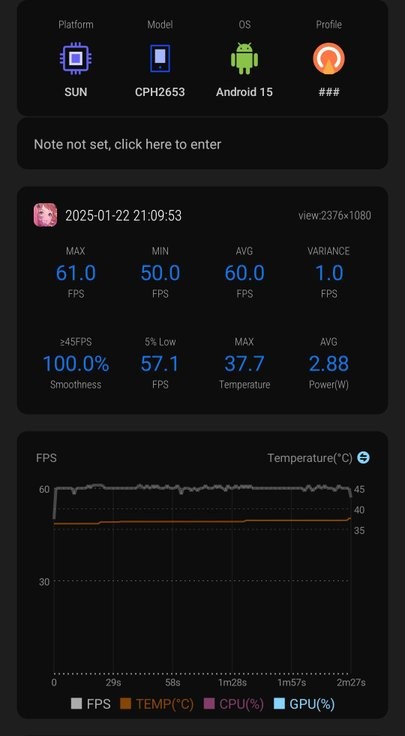 Platform Model OS Profile
SUN CPH2653 Android 15 ###
Note not set, click here to enter
2025-01-22 21:09:53 view:2376×1080
MAX MIN AVG VARIANCE
61.0 50.0 60.0 1.0
FPS FPS FPS FPS
≥45FPS 5% Low MAX AVG
100.0% 57.1 37.7 2.88
Smoothness FPS Temperature Power(W)
FPS Temperature(°C)
60 45
40
35
30
0 29s 58s 1m28s 1m57s 2m27s
FPS TEMP(°C) CPU(%) GPU(%)